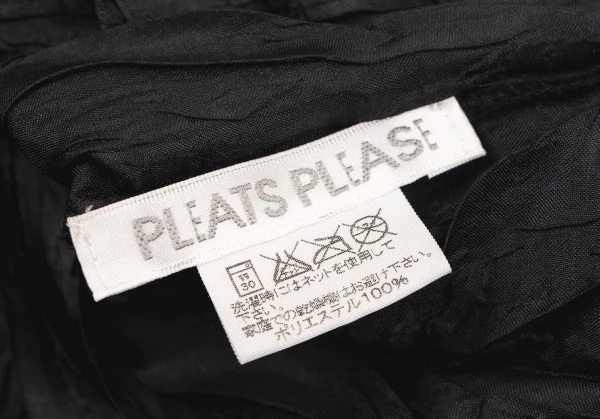 PLEATS PLEASE
30
洗濯時にはネットを使用して
下さい。
家庭での乾燥機はお避け下さい。
ポリエステル100%